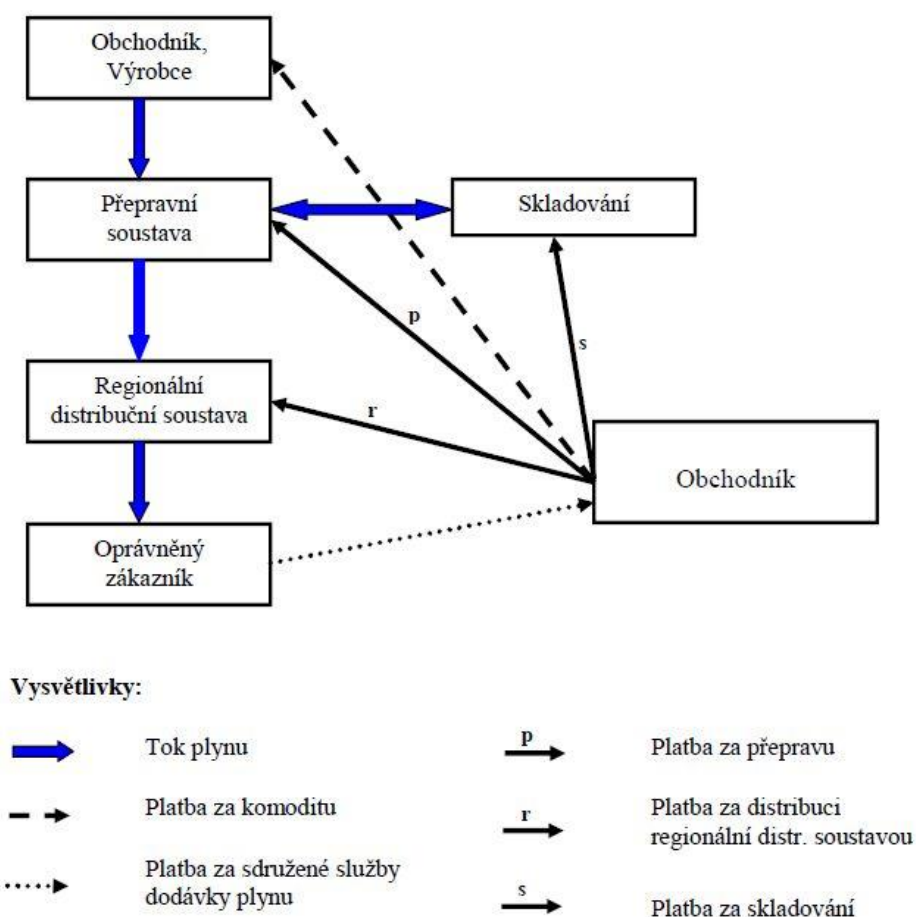 Obchodník,
Výrobce
Přepravní
soustava
Skladování
p
s
Regionální
distribuční soustava
r
Obchodník
Oprávněný
zákazník
Vysvětlivky:
Tok plynu
p
Platba za přepravu
Platba za komoditu
r
Platba za distribuci
regionální distr. soustavou
Platba za sdružené služby
dodávky plynu
s
Platba za skladování